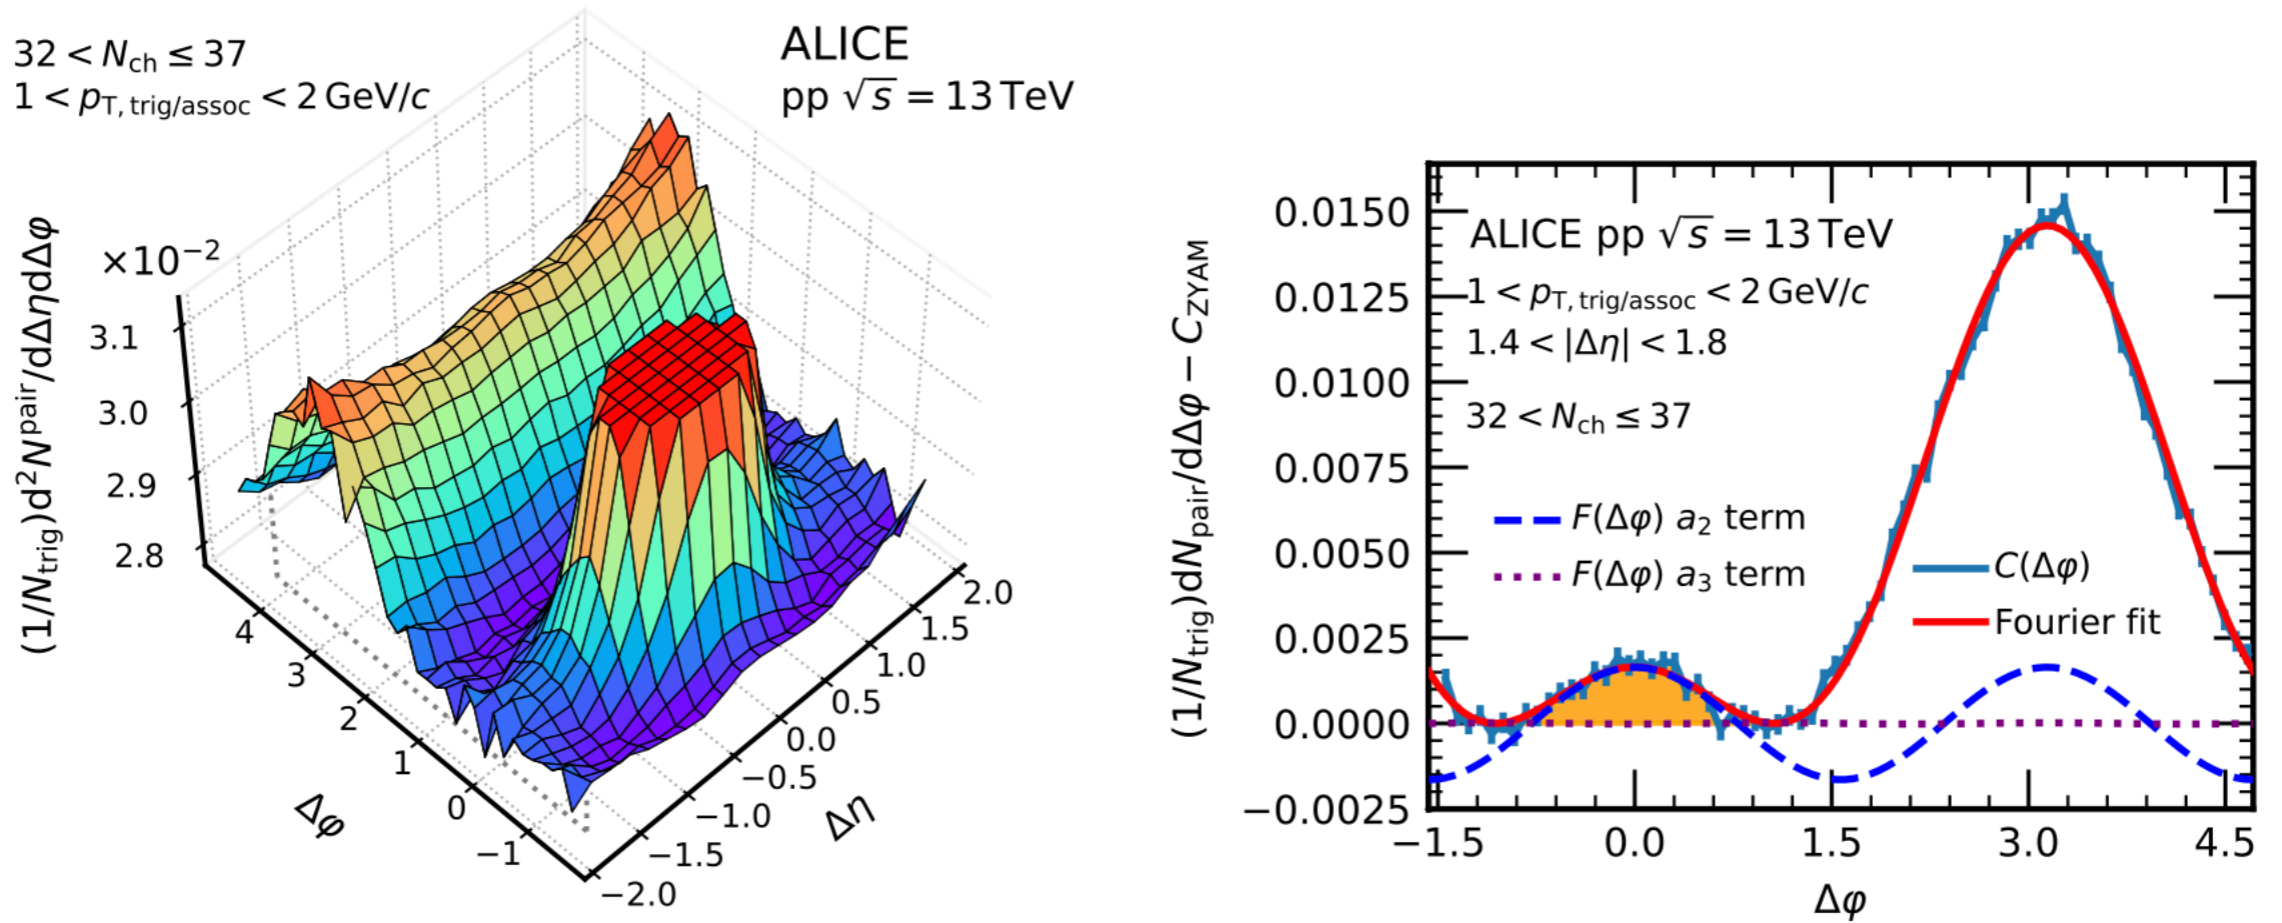 32 < N_ch ≤ 37
1 < p_T, trig/assoc < 2 GeV/c
ALICE
pp √s = 13 TeV
×10⁻²
(1/N_trig)d²N^pair/dΔηdΔφ
3.1
3.0
2.9
2.8
4
3
2
1
0
−1
Δφ
2.0
1.5
1.0
0.5
0.0
−0.5
−1.0
−1.5
−2.0
Δη
(1/N_trig)dN_pair/dΔφ − C_ZYAM
0.0150
0.0125
0.0100
0.0075
0.0050
0.0025
0.0000
−0.0025
ALICE pp √s = 13 TeV
1 < p_T, trig/assoc < 2 GeV/c
1.4 < |Δη| < 1.8
32 < N_ch ≤ 37
F(Δφ) a₂ term
F(Δφ) a₃ term
C(Δφ)
Fourier fit
−1.5 0.0 1.5 3.0 4.5
Δφ